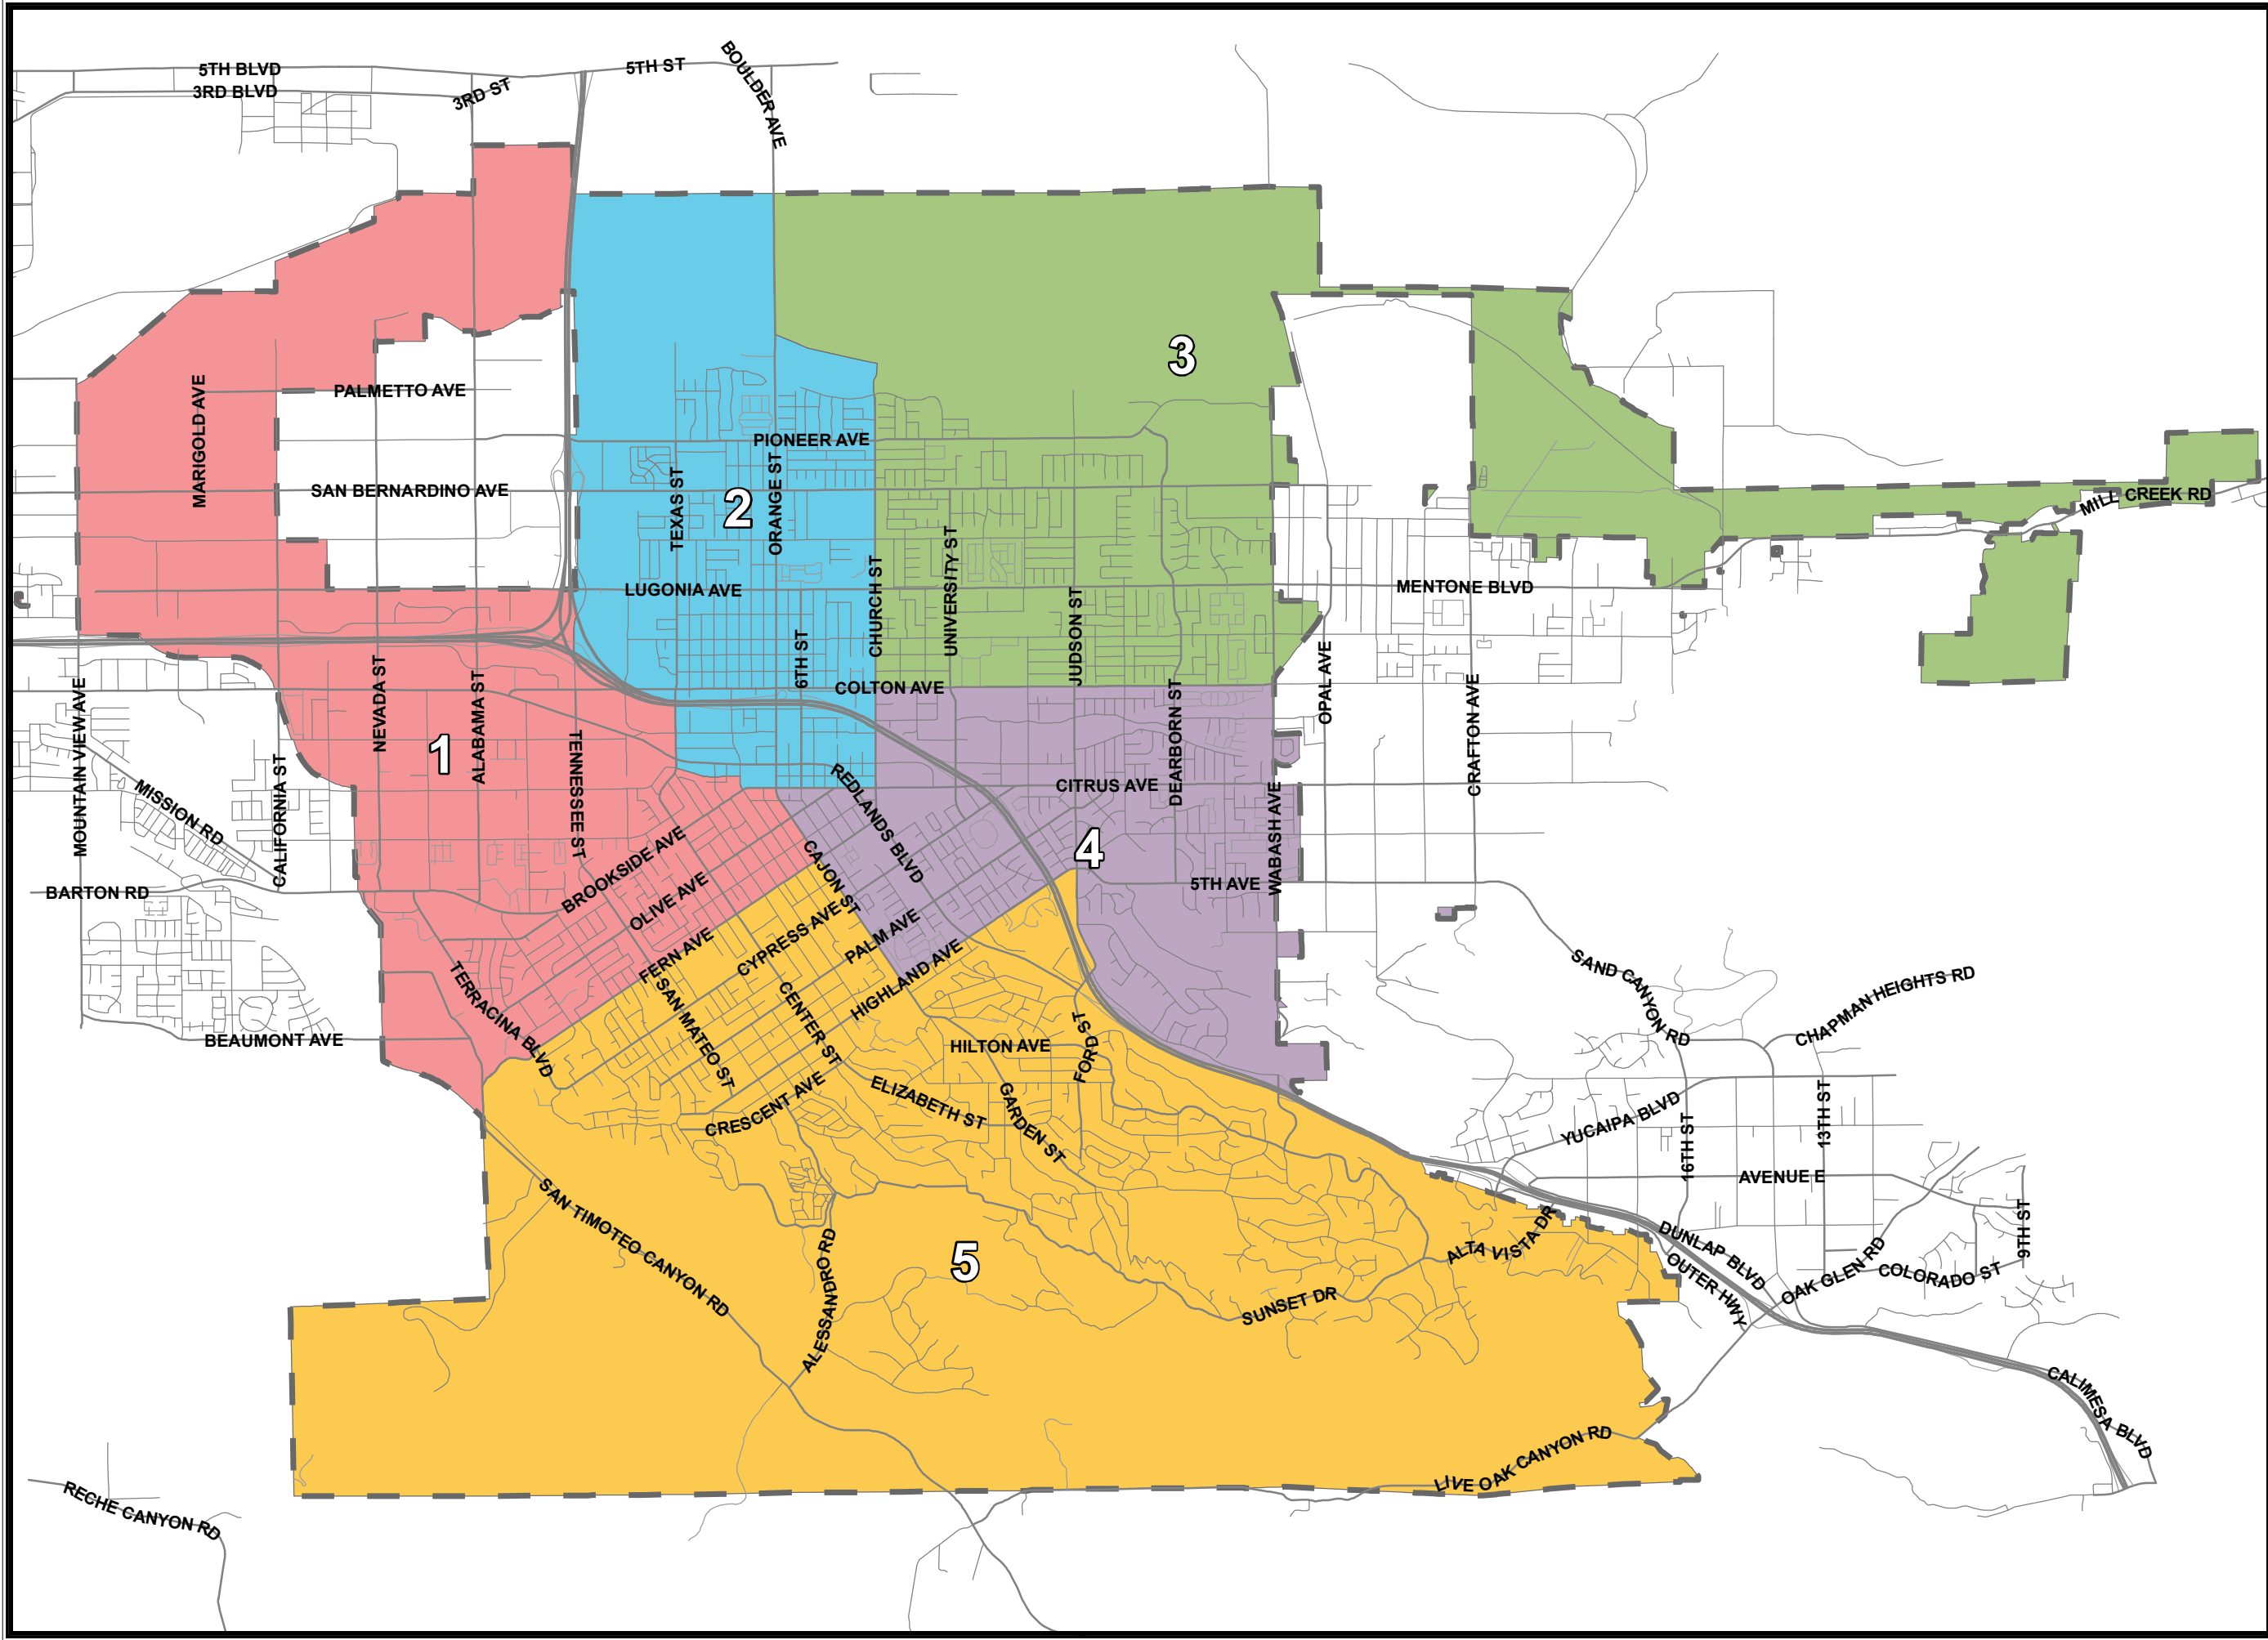 5TH BLVD
3RD BLVD
3RD ST
5TH ST
BOULDER AVE
3
MARIGOLD AVE
PALMETTO AVE
PIONEER AVE
SAN BERNARDINO AVE
TEXAS ST
2
ORANGE ST
MILL CREEK RD
LUGONIA AVE
CHURCH ST
UNIVERSITY ST
MENTONE BLVD
JUDSON ST
6TH ST
COLTON AVE
OPAL AVE
MOUNTAIN VIEW AVE
NEVADA ST
ALABAMA ST
1
TENNESSEE ST
DEARBORN ST
CRAFTON AVE
MISSION RD
CALIFORNIA ST
REDLANDS BLVD
CITRUS AVE
WABASH AVE
4
BARTON RD
BROOKSIDE AVE
OLIVE AVE
CAJON ST
5TH AVE
FERN AVE
CYPRESS AVE
PALM AVE
HIGHLAND AVE
TERRACINA BLVD
SAN MATEO ST
CENTER ST
SAND CANYON RD
CHAPMAN HEIGHTS RD
BEAUMONT AVE
HILTON AVE
FORD ST
CRESCENT AVE
ELIZABETH ST
GARDEN ST
YUCAIPA BLVD
16TH ST
13TH ST
AVENUE E
SAN TIMOTEO CANYON RD
ALESSANDRO RD
5
SUNSET DR
ALTA VISTA DR
DUNLAP BLVD
OUTER HWY
OAK GLEN RD
COLORADO ST
9TH ST
CALIMESA BLVD
LIVE OAK CANYON RD
RECHE CANYON RD